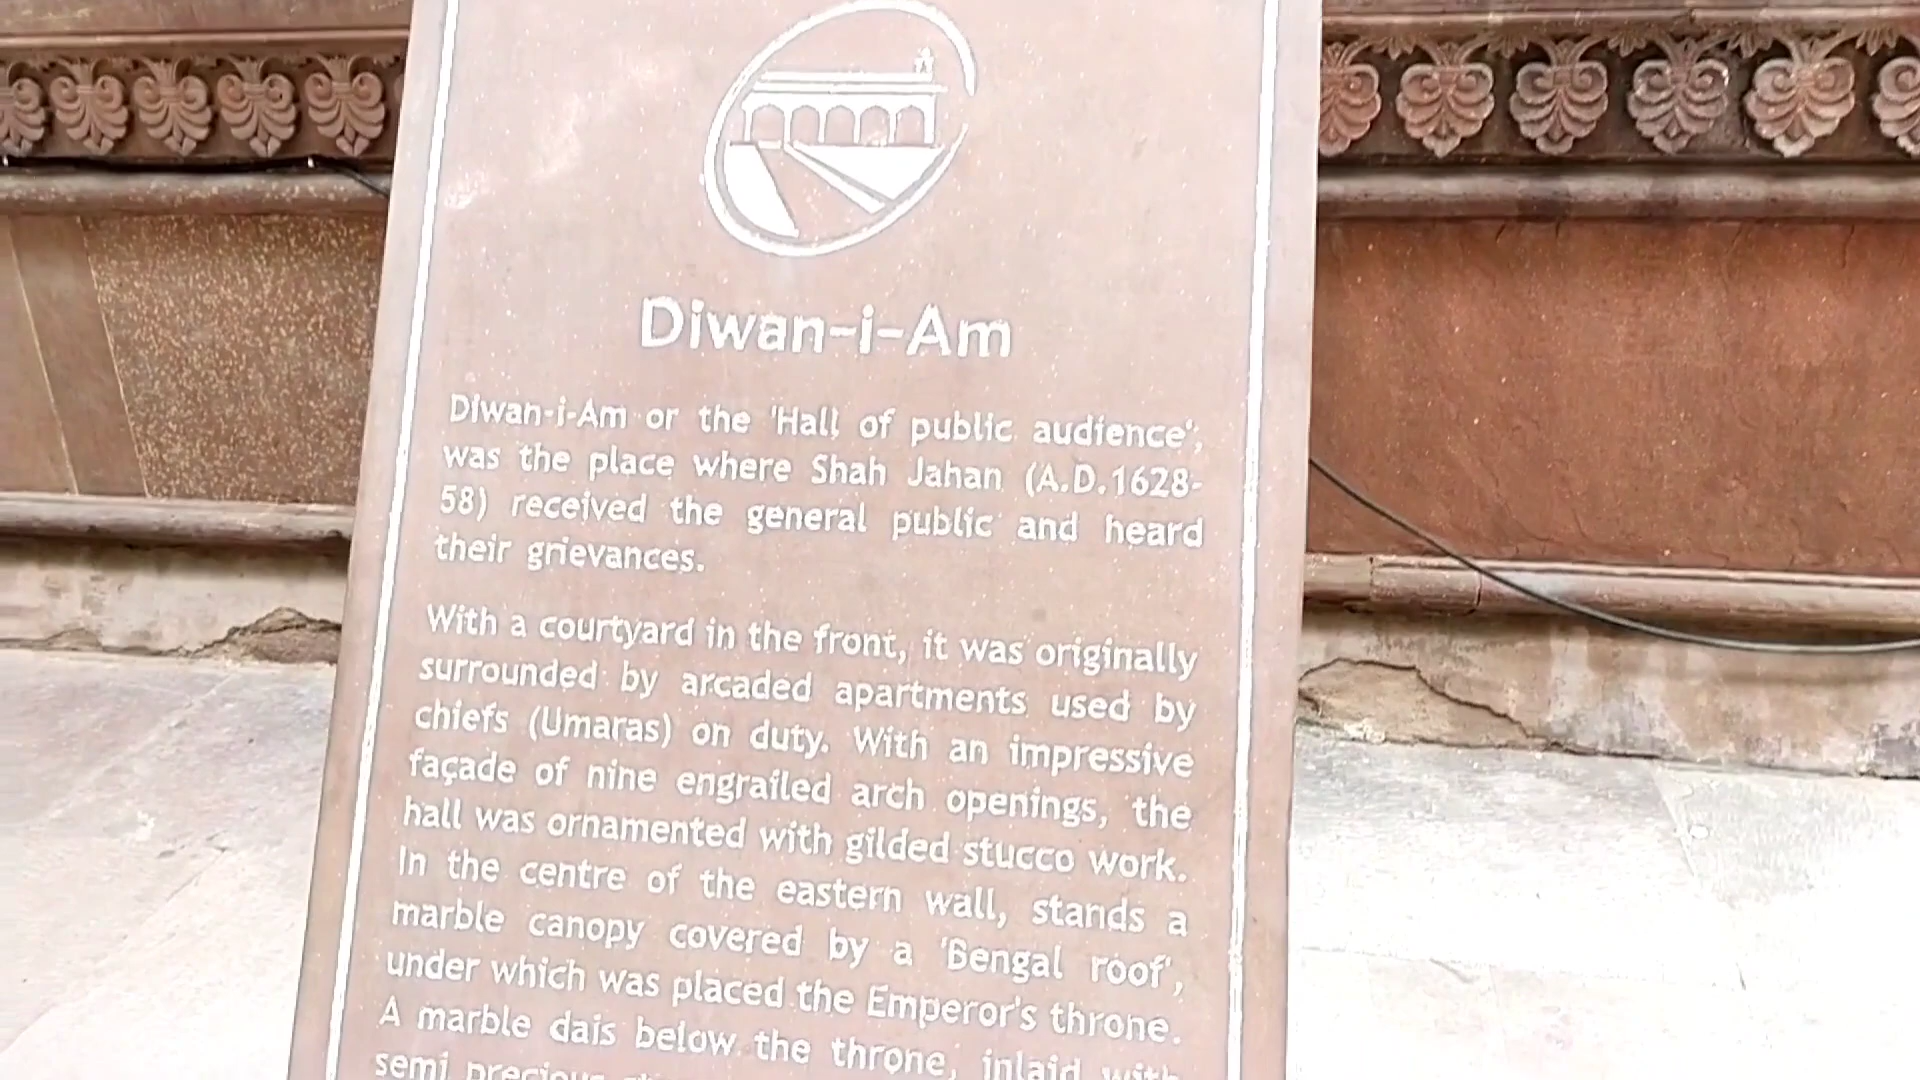 Diwan-i-Am
Diwan-i-Am or the 'Hall of public audience',
was the place where Shah Jahan (A.D.1628-
58) received the general public and heard
their grievances.
With a courtyard in the front, it was originally
surrounded by arcaded apartments used by
chiefs (Umaras) on duty. With an impressive
façade of nine engrailed arch openings, the
hall was ornamented with gilded stucco work.
In the centre of the eastern wall, stands a
marble canopy covered by a 'Bengal roof',
under which was placed the Emperor's throne.
A marble dais below the throne, inlaid with
semi precious